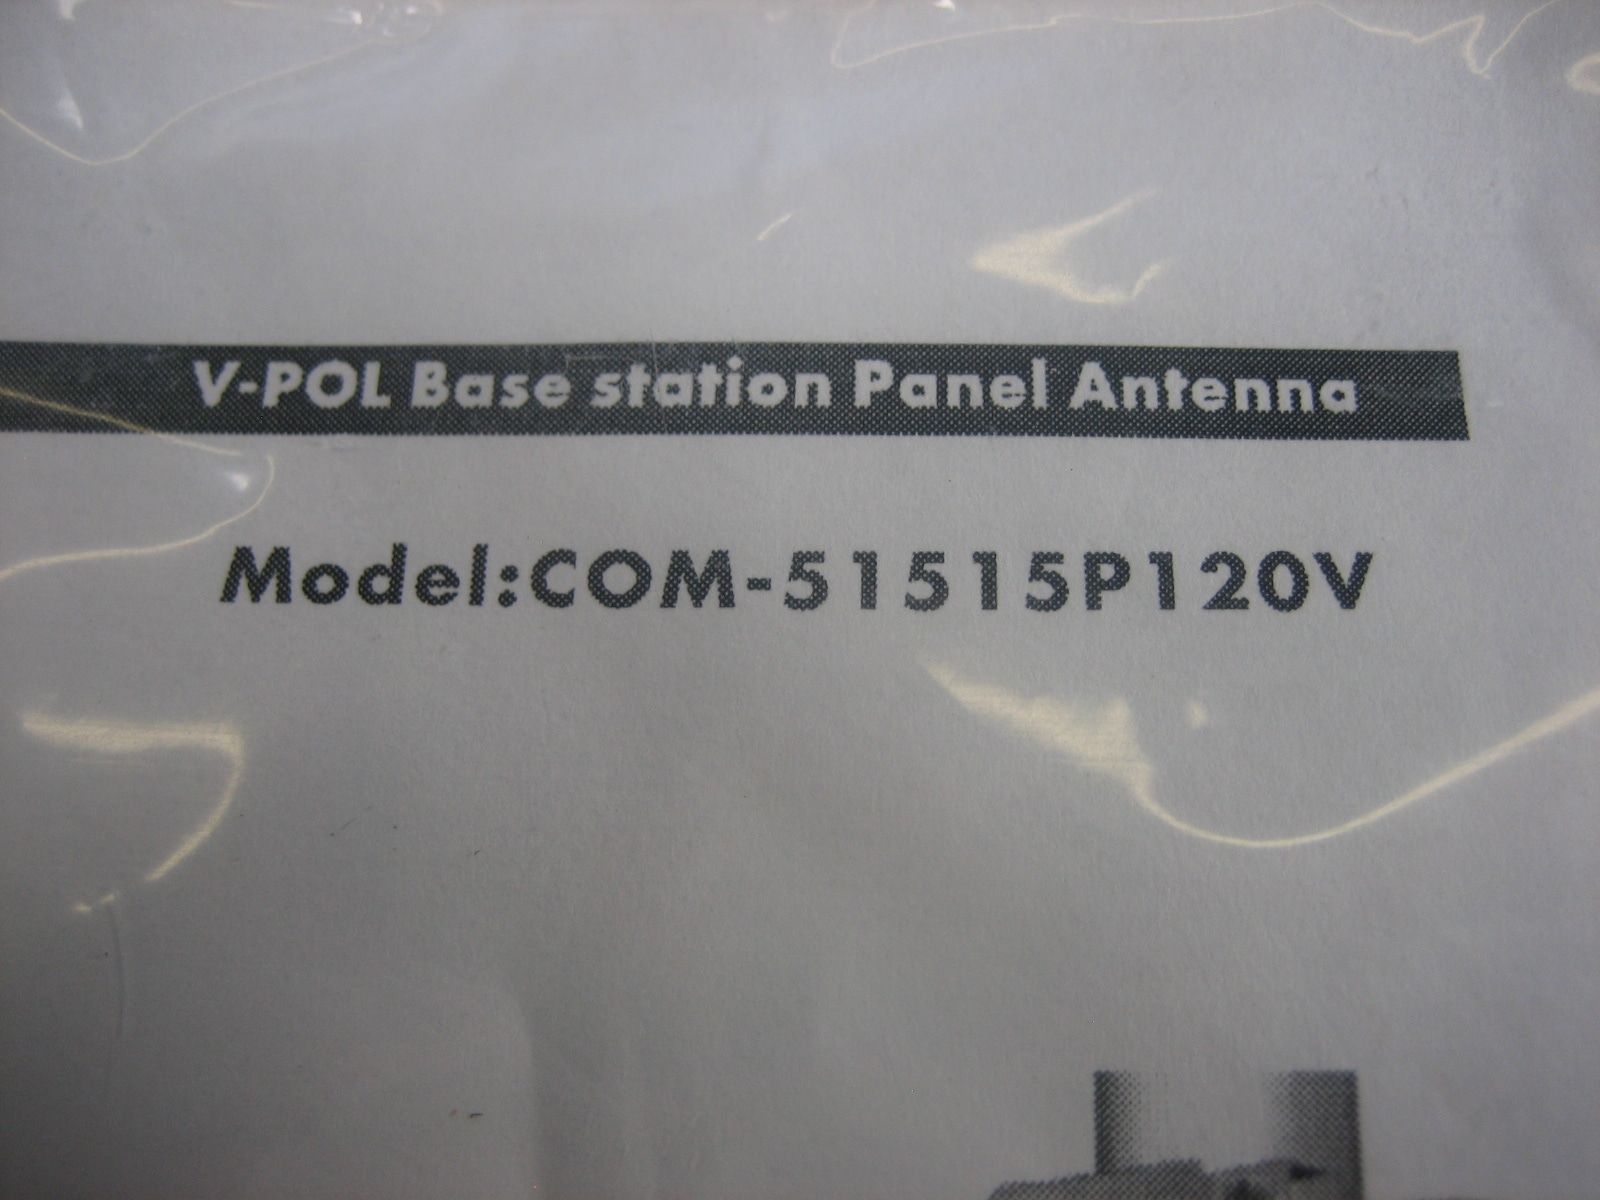 V-POL Base station Panel Antenna
Model:COM-51515P120V